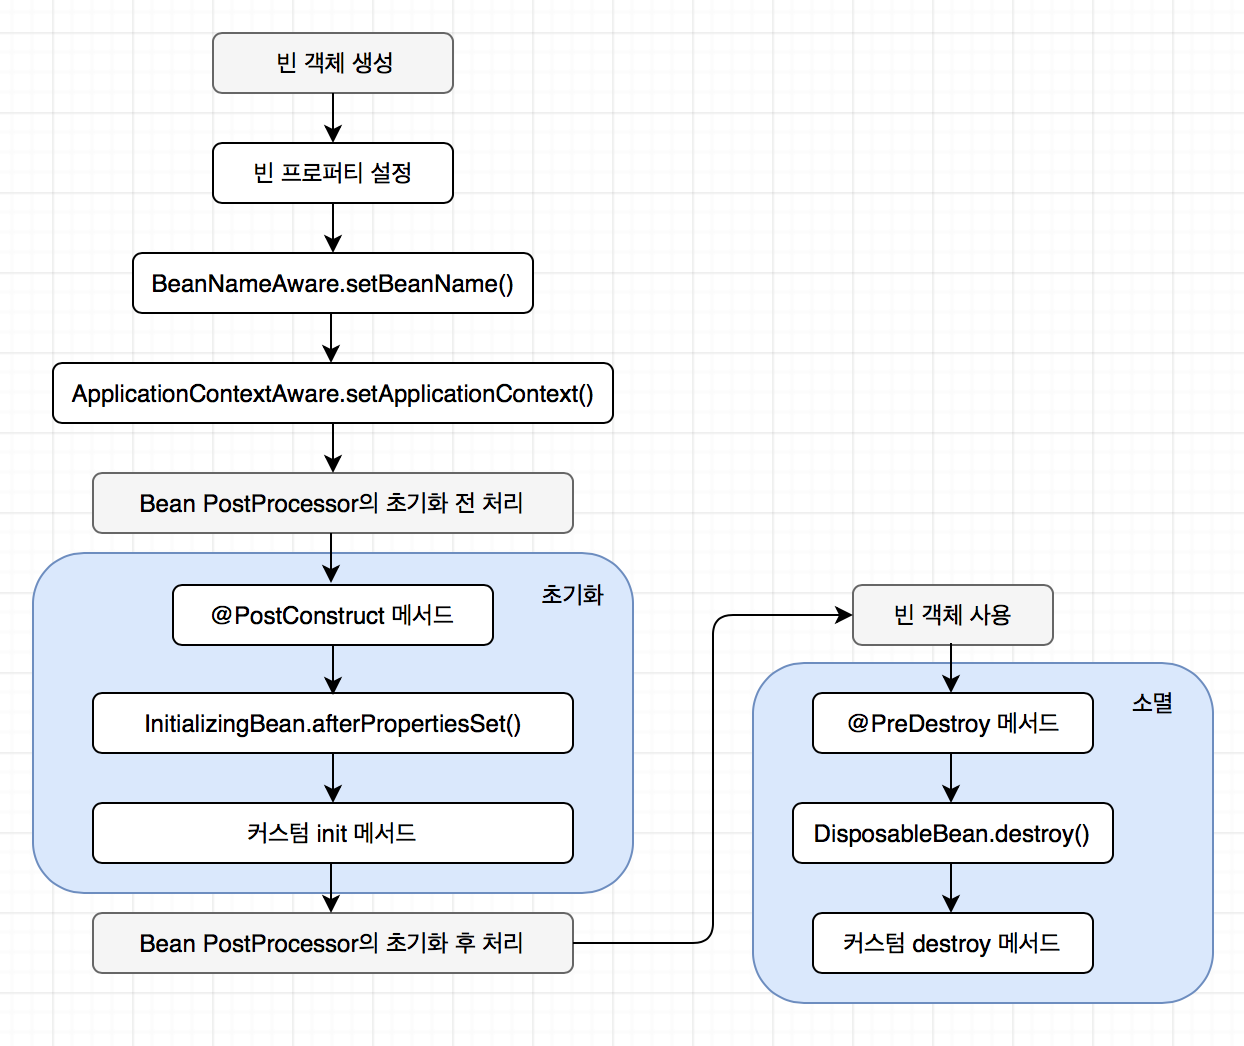 빈 객체 생성
빈 프로퍼티 설정
BeanNameAware.setBeanName()
ApplicationContextAware.setApplicationContext()
Bean PostProcessor의 초기화 전 처리
초기화
@PostConstruct 메서드
InitializingBean.afterPropertiesSet()
커스텀 init 메서드
Bean PostProcessor의 초기화 후 처리
빈 객체 사용
소멸
@PreDestroy 메서드
DisposableBean.destroy()
커스텀 destroy 메서드